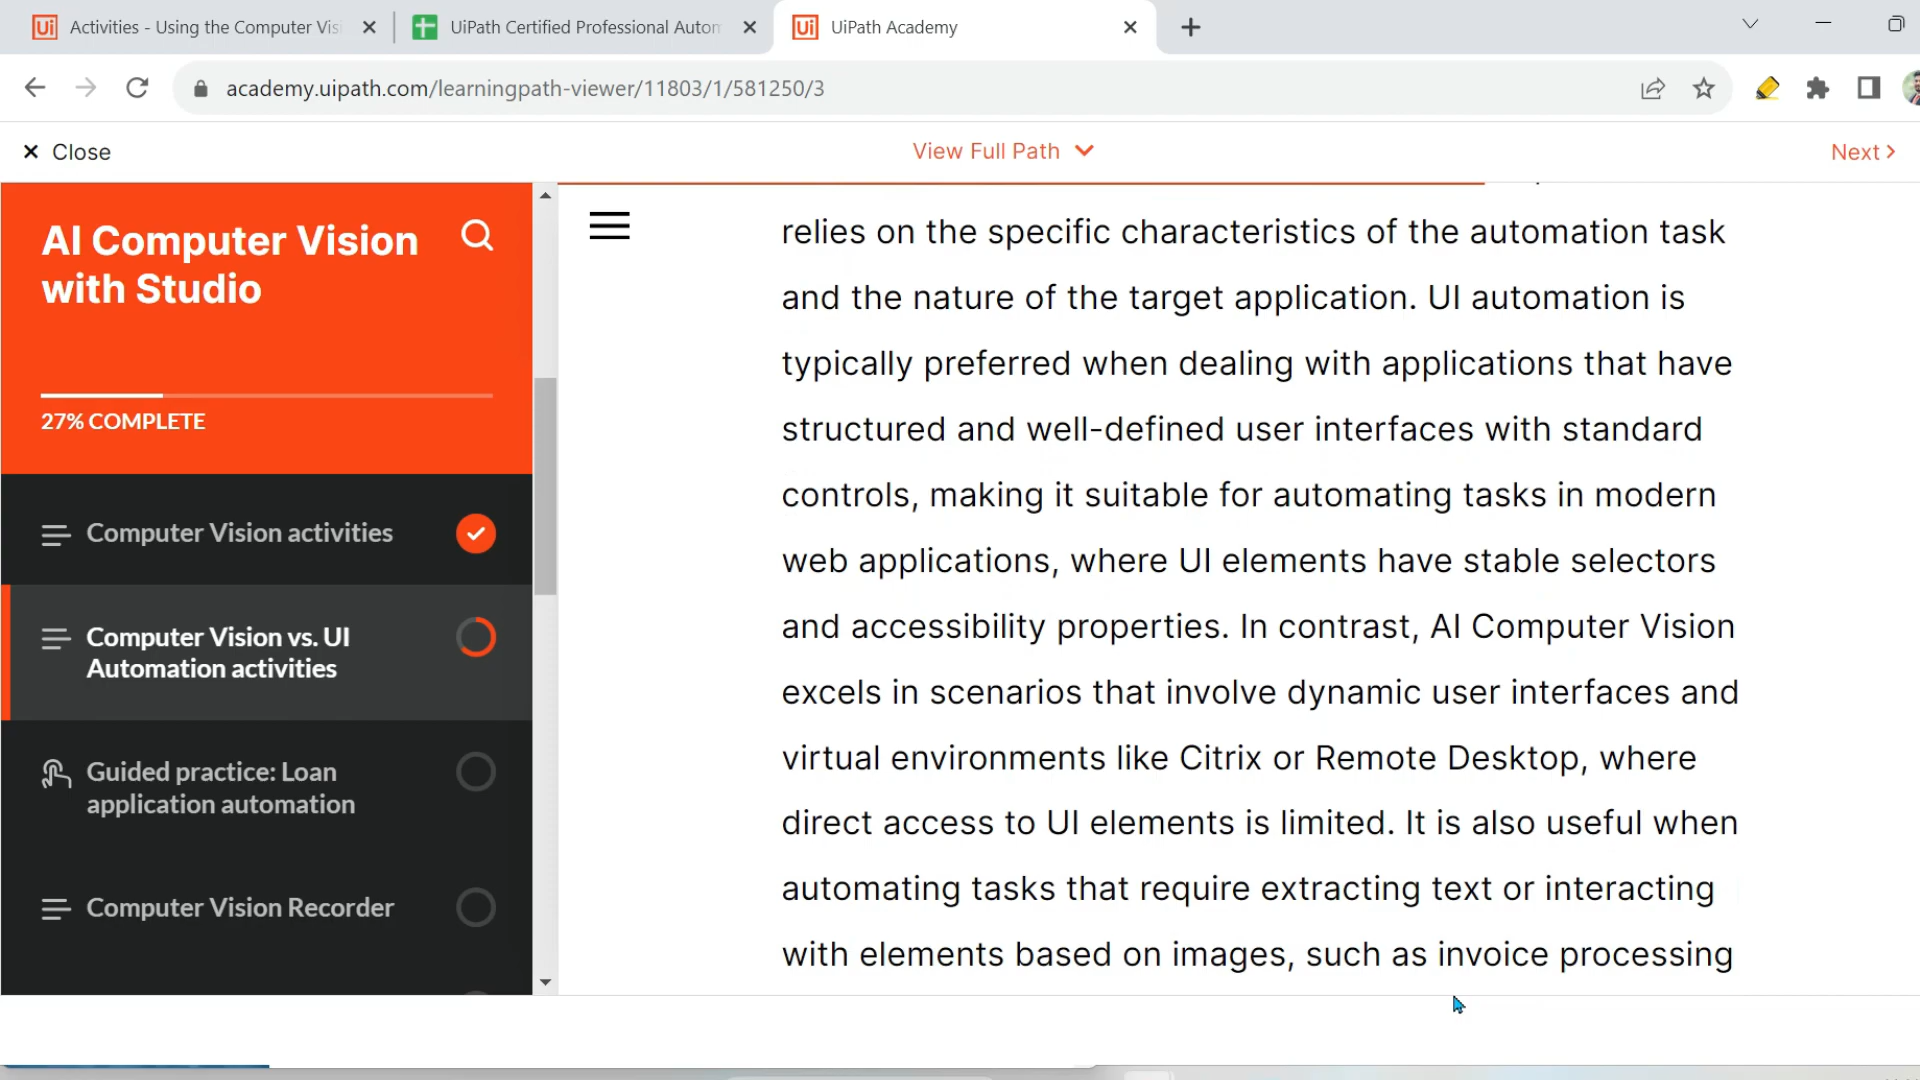 Activities - Using the Computer Vis
UiPath Certified Professional Autom
UiPath Academy
academy.uipath.com/learningpath-viewer/11803/1/581250/3
Close
View Full Path
Next
AI Computer Vision
with Studio
27% COMPLETE
Computer Vision activities
Computer Vision vs. UI
Automation activities
Guided practice: Loan
application automation
Computer Vision Recorder
relies on the specific characteristics of the automation task
and the nature of the target application. UI automation is
typically preferred when dealing with applications that have
structured and well-defined user interfaces with standard
controls, making it suitable for automating tasks in modern
web applications, where UI elements have stable selectors
and accessibility properties. In contrast, AI Computer Vision
excels in scenarios that involve dynamic user interfaces and
virtual environments like Citrix or Remote Desktop, where
direct access to UI elements is limited. It is also useful when
automating tasks that require extracting text or interacting
with elements based on images, such as invoice processing